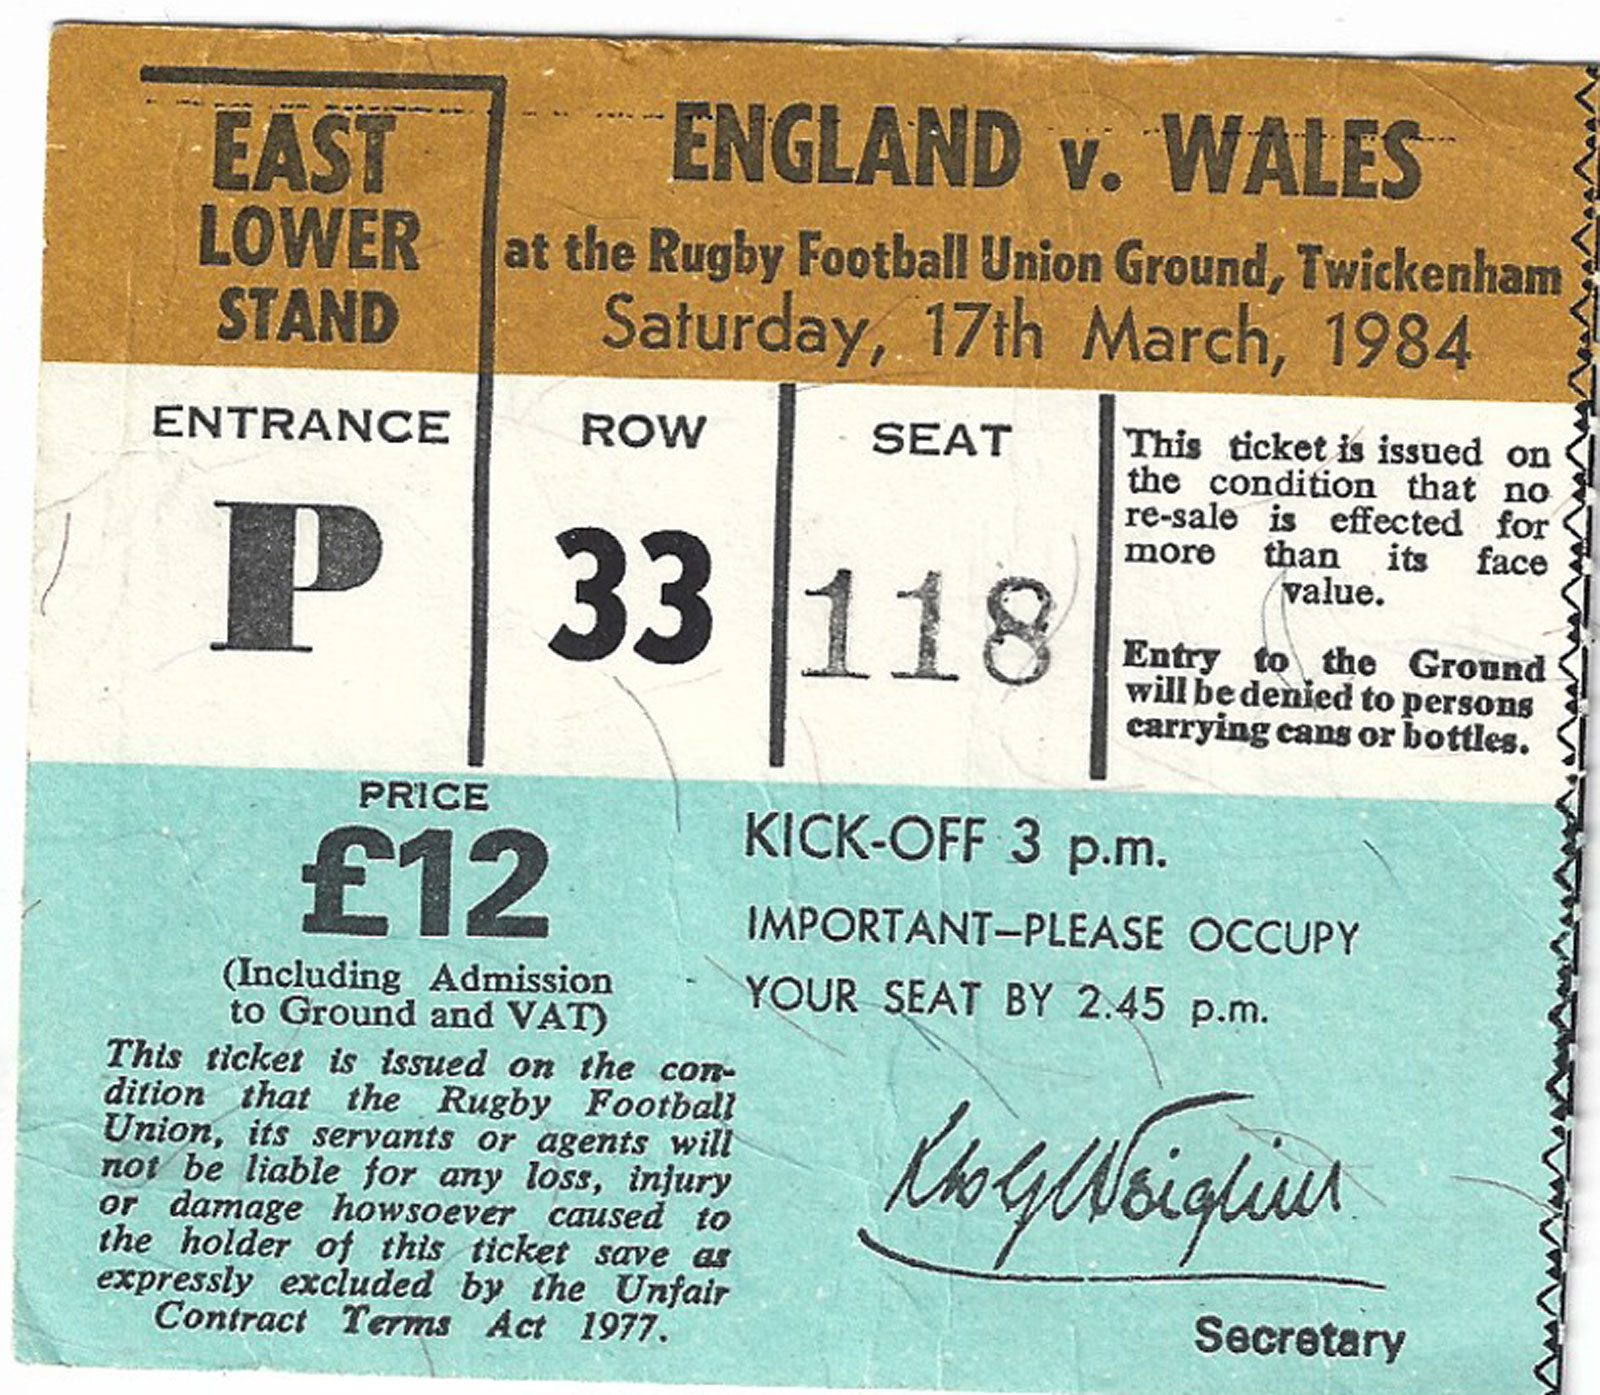 EAST
LOWER
STAND
ENGLAND v. WALES
at the Rugby Football Union Ground, Twickenham
Saturday, 17th March, 1984
ENTRANCE
P
ROW
33
SEAT
118
This ticket is issued on
the condition that no
re-sale is effected for
more than its face
value.
Entry to the Ground
will be denied to persons
carrying cans or bottles.
PRICE
£12
(Including Admission
to Ground and VAT)
This ticket is issued on the con-
dition that the Rugby Football
Union, its servants or agents will
not be liable for any loss, injury
or damage howsoever caused to
the holder of this ticket save as
expressly excluded by the Unfair
Contract Terms Act 1977.
KICK-OFF 3 p.m.
IMPORTANT–PLEASE OCCUPY
YOUR SEAT BY 2.45 p.m.
Secretary